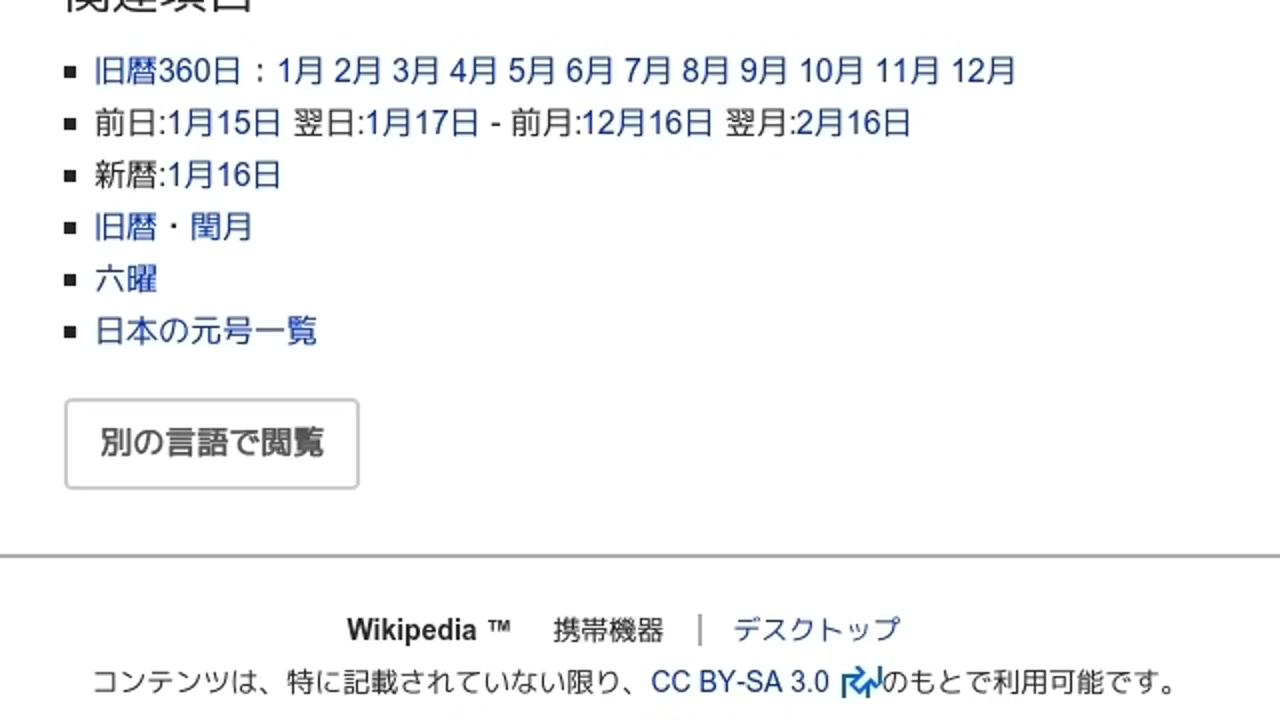 関連項目
旧暦360日：1月 2月 3月 4月 5月 6月 7月 8月 9月 10月 11月 12月
前日:1月15日 翌日:1月17日 - 前月:12月16日 翌月:2月16日
新暦:1月16日
旧暦・閏月
六曜
日本の元号一覧
別の言語で閲覧
Wikipedia ™ 携帯機器 | デスクトップ
コンテンツは、特に記載されていない限り、CC BY-SA 3.0 のもとで利用可能です。